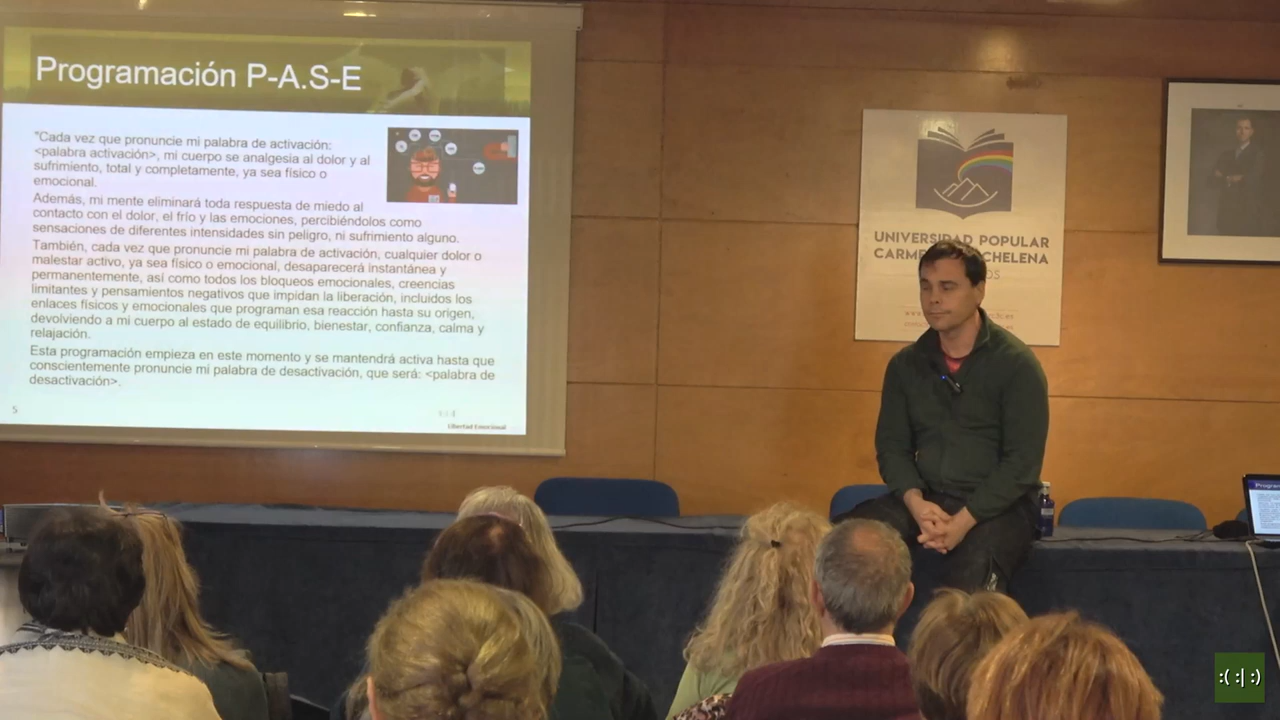 Programación P-A.S-E
"Cada vez que pronuncie mi palabra de activación:
<palabra activación>, mi cuerpo se analgesia al dolor y al
sufrimiento, total y completamente, ya sea físico o
emocional.
Además, mi mente eliminará toda respuesta de miedo al
contacto con el dolor, el frío y las emociones, percibiéndolos como
sensaciones de diferentes intensidades sin peligro, ni sufrimiento alguno.
También, cada vez que pronuncie mi palabra de activación, cualquier dolor o
malestar activo, ya sea físico o emocional, desaparecerá instantánea y
permanentemente, así como todos los bloqueos emocionales, creencias
limitantes y pensamientos negativos que impidan la liberación, incluidos los
enlaces físicos y emocionales que programan esa reacción hasta su origen,
devolviendo a mi cuerpo al estado de equilibrio, bienestar, confianza, calma y
relajación.
Esta programación empieza en este momento y se mantendrá activa hasta que
conscientemente pronuncie mi palabra de desactivación, que será: <palabra de
desactivación>.
5
Libertad Emocional
UNIVERSIDAD POPULAR
CARME CHELENA
OS
:( :| :)